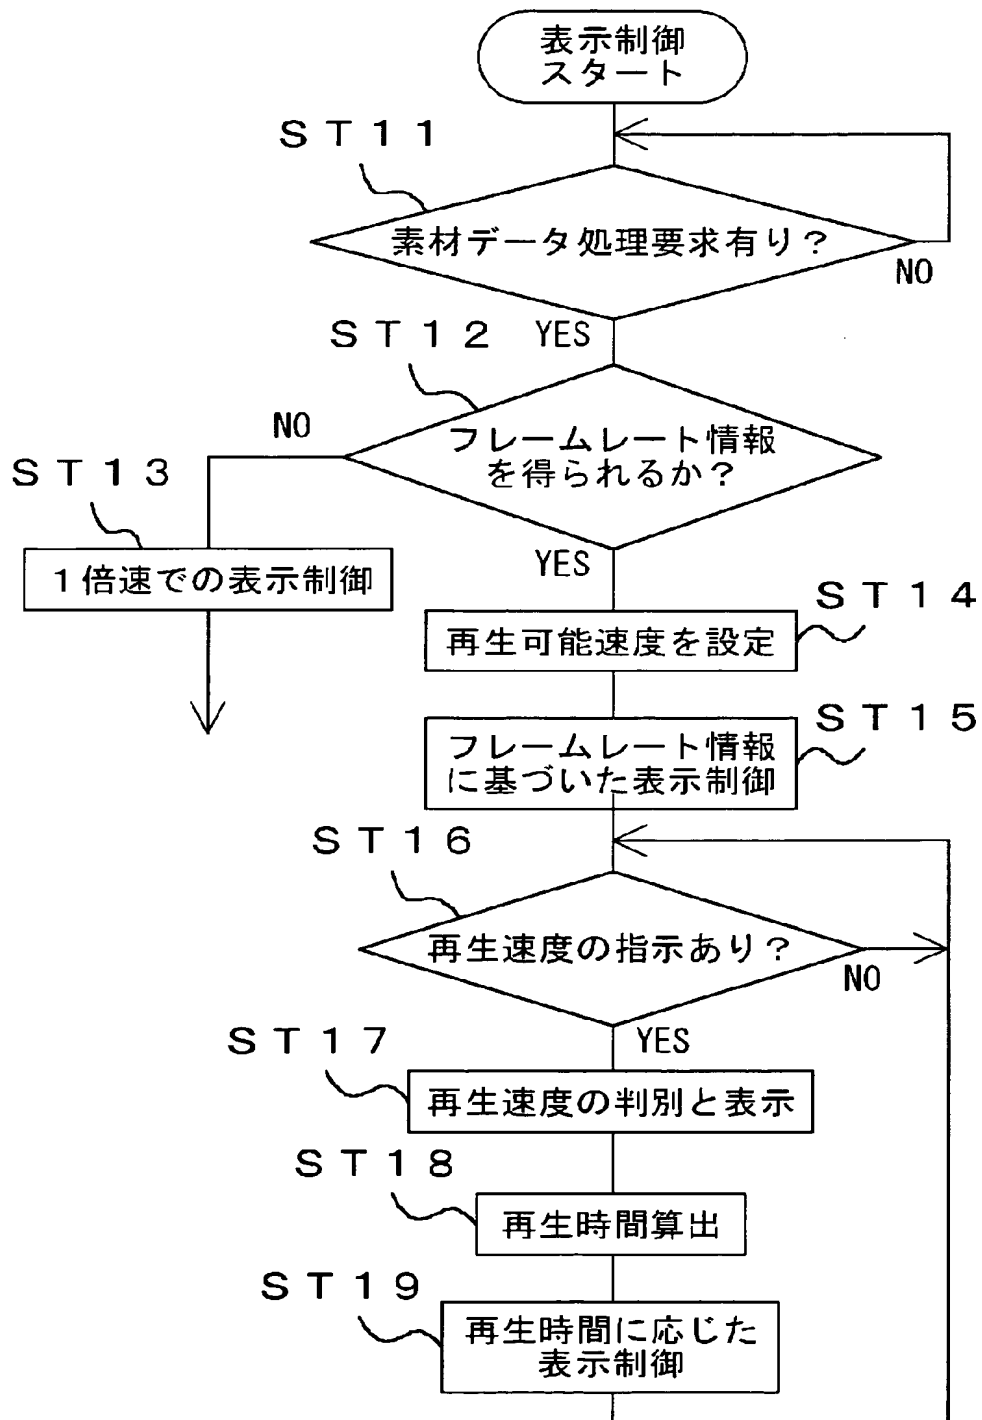 表示制御
スタート
ＳＴ１１
素材データ処理要求有り？
NO
YES
ＳＴ１２
フレームレート情報
を得られるか？
NO
ＳＴ１３
１倍速での表示制御
YES
ＳＴ１４
再生可能速度を設定
ＳＴ１５
フレームレート情報
に基づいた表示制御
ＳＴ１６
再生速度の指示あり？
NO
YES
ＳＴ１７
再生速度の判別と表示
ＳＴ１８
再生時間算出
ＳＴ１９
再生時間に応じた
表示制御